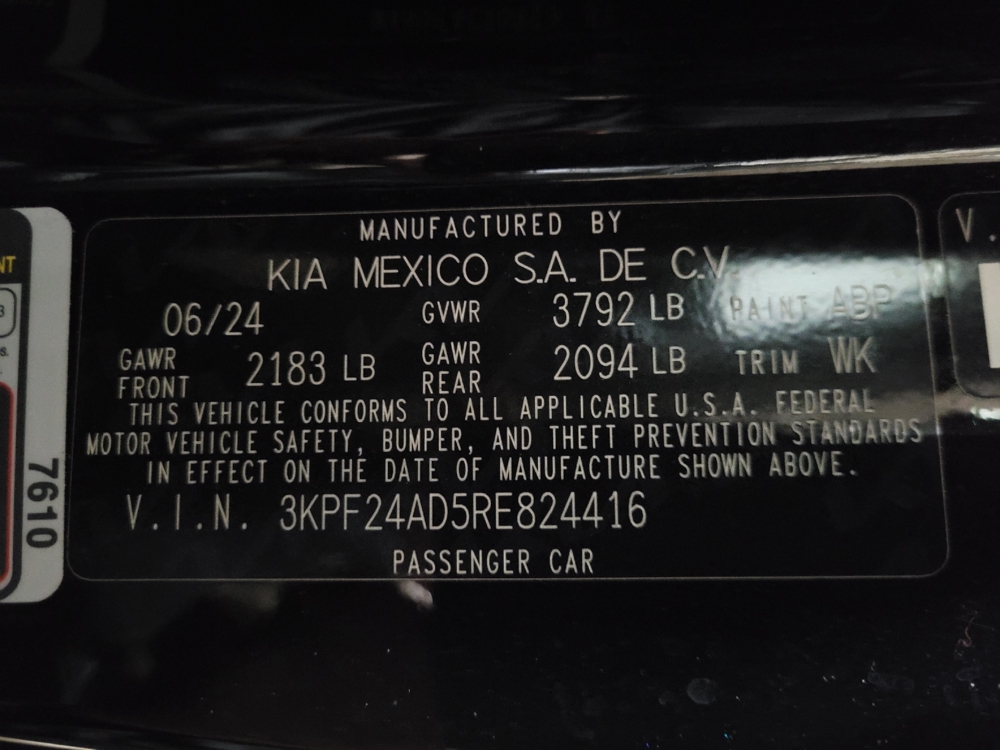 MANUFACTURED BY
KIA MEXICO S.A. DE C.V.
06/24 GVWR 3792 LB PAINT ABP
GAWR FRONT 2183 LB GAWR REAR 2094 LB TRIM WK
THIS VEHICLE CONFORMS TO ALL APPLICABLE U.S.A. FEDERAL
MOTOR VEHICLE SAFETY, BUMPER, AND THEFT PREVENTION STANDARDS
IN EFFECT ON THE DATE OF MANUFACTURE SHOWN ABOVE.
V.I.N. 3KPF24AD5RE824416
PASSENGER CAR
7610
NT
3
s.
V.